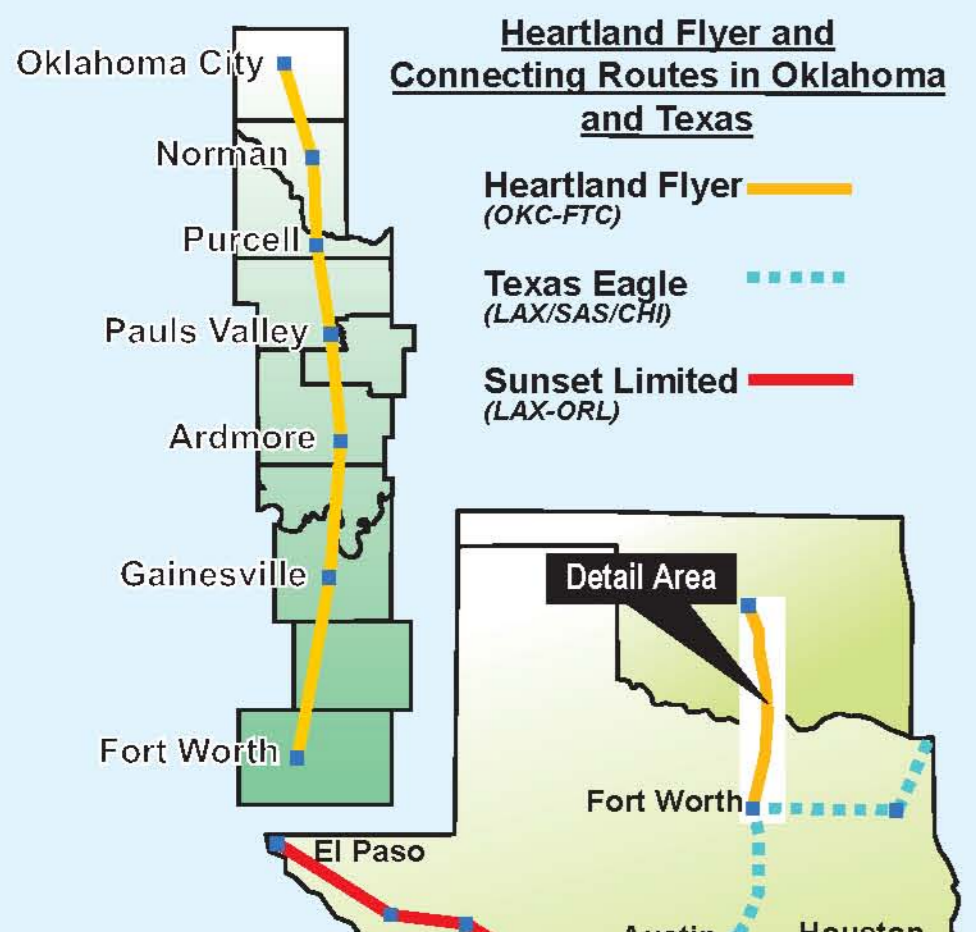 Heartland Flyer and
Connecting Routes in Oklahoma
and Texas
Oklahoma City
Norman
Purcell
Pauls Valley
Ardmore
Gainesville
Fort Worth
Heartland Flyer
(OKC-FTC)
Texas Eagle
(LAX/SAS/CHI)
Sunset Limited
(LAX-ORL)
Detail Area
Fort Worth
El Paso
Austin
Houston